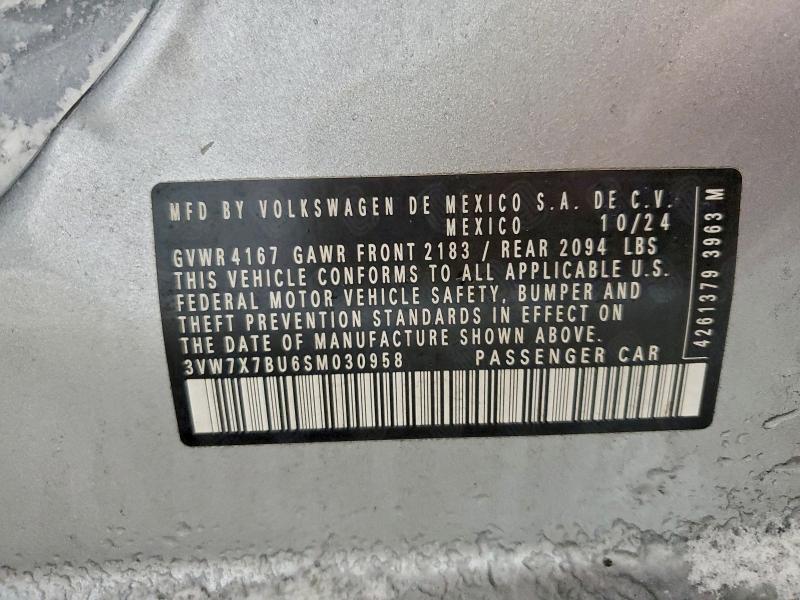 MFD BY VOLKSWAGEN DE MEXICO S.A. DE C.V.
MEXICO 10/24
GVWR 4167 GAWR FRONT 2183 / REAR 2094 LBS
THIS VEHICLE CONFORMS TO ALL APPLICABLE U.S.
FEDERAL MOTOR VEHICLE SAFETY, BUMPER AND
THEFT PREVENTION STANDARDS IN EFFECT ON
THE DATE OF MANUFACTURE SHOWN ABOVE.
3VW7X7BU6SM030958 PASSENGER CAR
4261379 3963 M